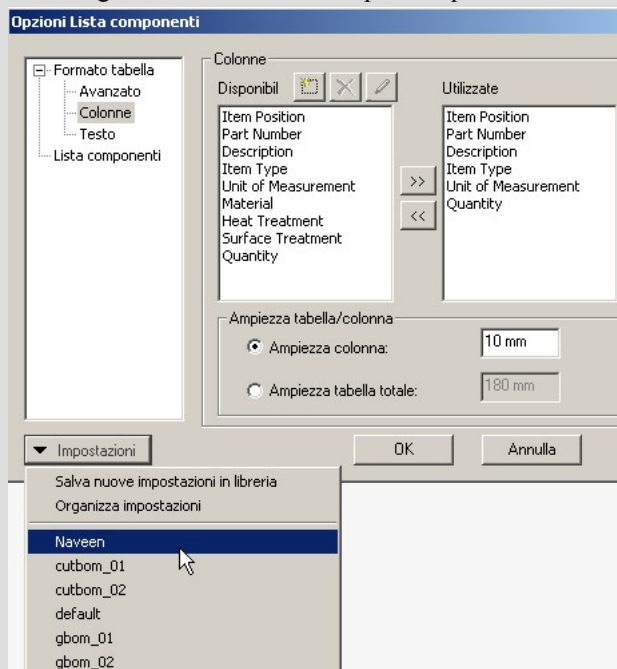 Opzioni Lista componenti
Formato tabella
Avanzato
Colonne
Testo
Lista componenti
Colonne
Disponibil
Item Position
Part Number
Description
Item Type
Unit of Measurement
Material
Heat Treatment
Surface Treatment
Quantity
>>
<<
Utilizzate
Item Position
Part Number
Description
Item Type
Unit of Measurement
Quantity
Ampiezza tabella/colonna
Ampiezza colonna:
10 mm
Ampiezza tabella totale:
180 mm
Impostazioni
OK
Annulla
Salva nuove impostazioni in libreria
Organizza impostazioni
Naveen
cutbom_01
cutbom_02
default
gbom_01
gbom_02